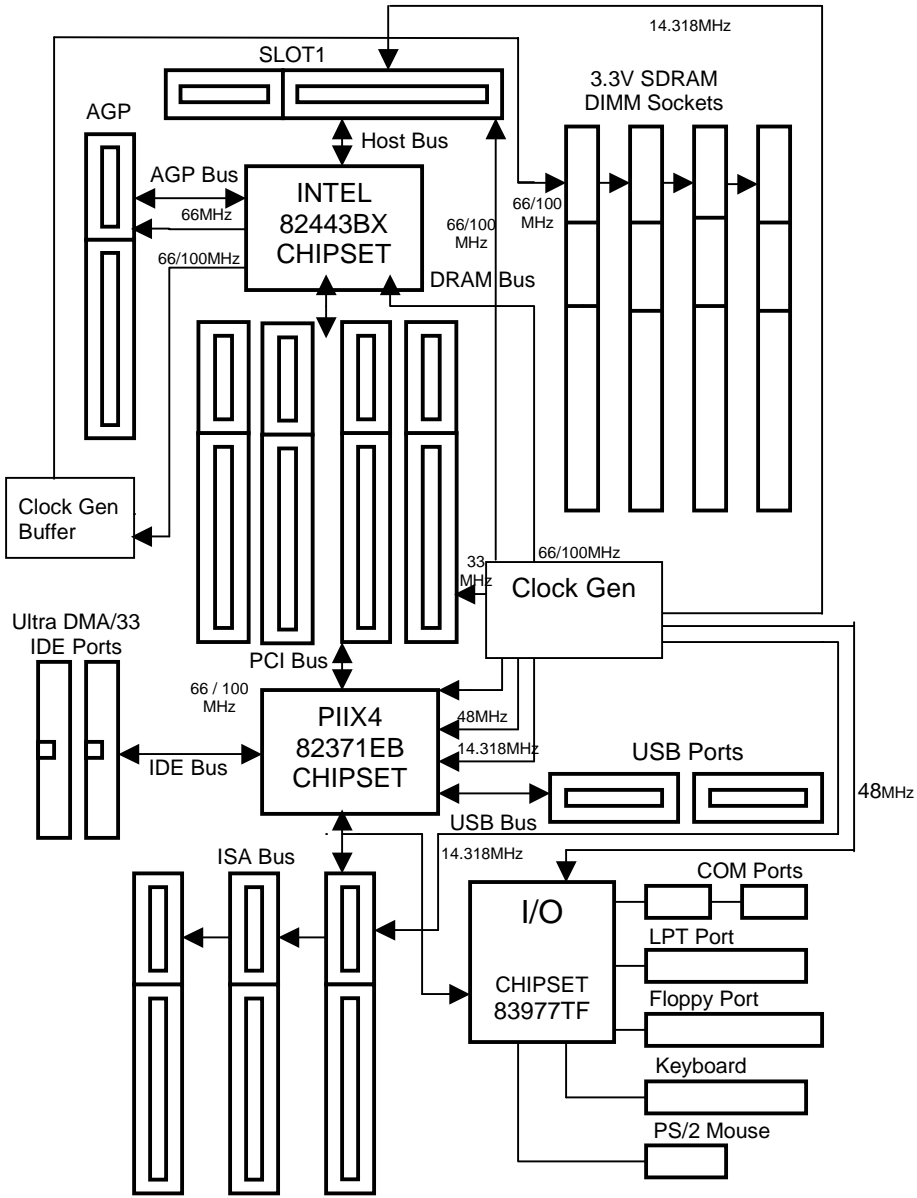 14.318MHz
SLOT1
3.3V SDRAM
DIMM Sockets
AGP
Host Bus
AGP Bus
INTEL
82443BX
CHIPSET
66MHz
66/100
MHz
66/100
MHz
66/100MHz
DRAM Bus
Clock Gen
Buffer
66/100MHz
33
MHz
Clock Gen
Ultra DMA/33
IDE Ports
PCI Bus
66 / 100
MHz
PIIX4
82371EB
CHIPSET
48MHz
14.318MHz
IDE Bus
USB Ports
48MHz
USB Bus
ISA Bus
14.318MHz
COM Ports
I/O
CHIPSET
83977TF
LPT Port
Floppy Port
Keyboard
PS/2 Mouse